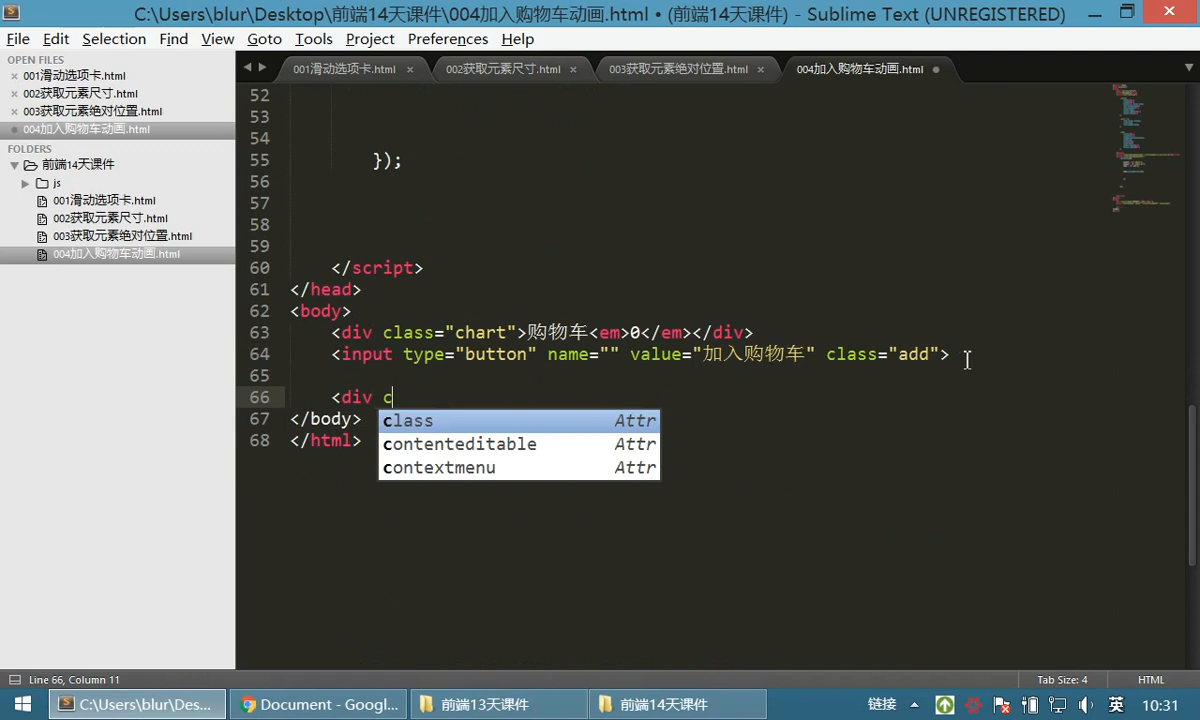 C:\Users\blur\Desktop\前端14天课件\004加入购物车动画.html • (前端14天课件) - Sublime Text (UNREGISTERED)
File Edit Selection Find View Goto Tools Project Preferences Help
OPEN FILES
001滑动选项卡.html
002获取元素尺寸.html
003获取元素绝对位置.html
004加入购物车动画.html
FOLDERS
前端14天课件
js
001滑动选项卡.html
002获取元素尺寸.html
003获取元素绝对位置.html
004加入购物车动画.html
001滑动选项卡.html × 002获取元素尺寸.html × 003获取元素绝对位置.html × 004加入购物车动画.html
52
53
54
55 });
56
57
58
59
60 </script>
61 </head>
62 <body>
63 <div class="chart">购物车<em>0</em></div>
64 <input type="button" name="" value="加入购物车" class="add">
65
66 <div c
67 </body>
68 </html>
class Attr
contenteditable Attr
contextmenu Attr
Line 66, Column 11 Tab Size: 4 HTML
C:\Users\blur\Des... Document - Googl... 前端13天课件 前端14天课件 链接 英 10:31